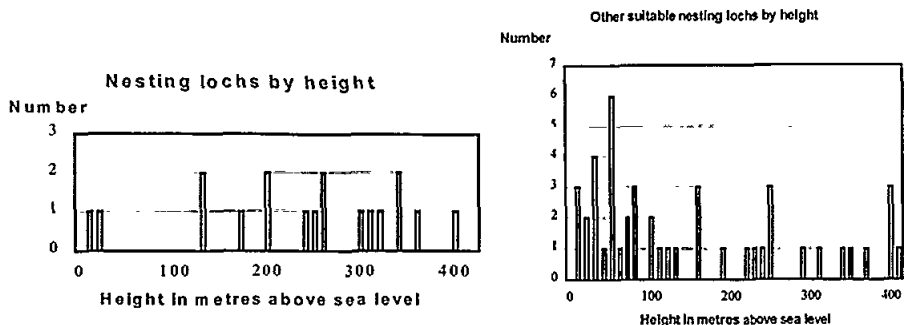 Nesting lochs by height
Number
3
2
1
0
0 100 200 300 400
Height in metres above sea level
Other suitable nesting lochs by height
Number
7
6
5
4
3
2
1
0
0 100 200 300 400
Height in metres above sea level